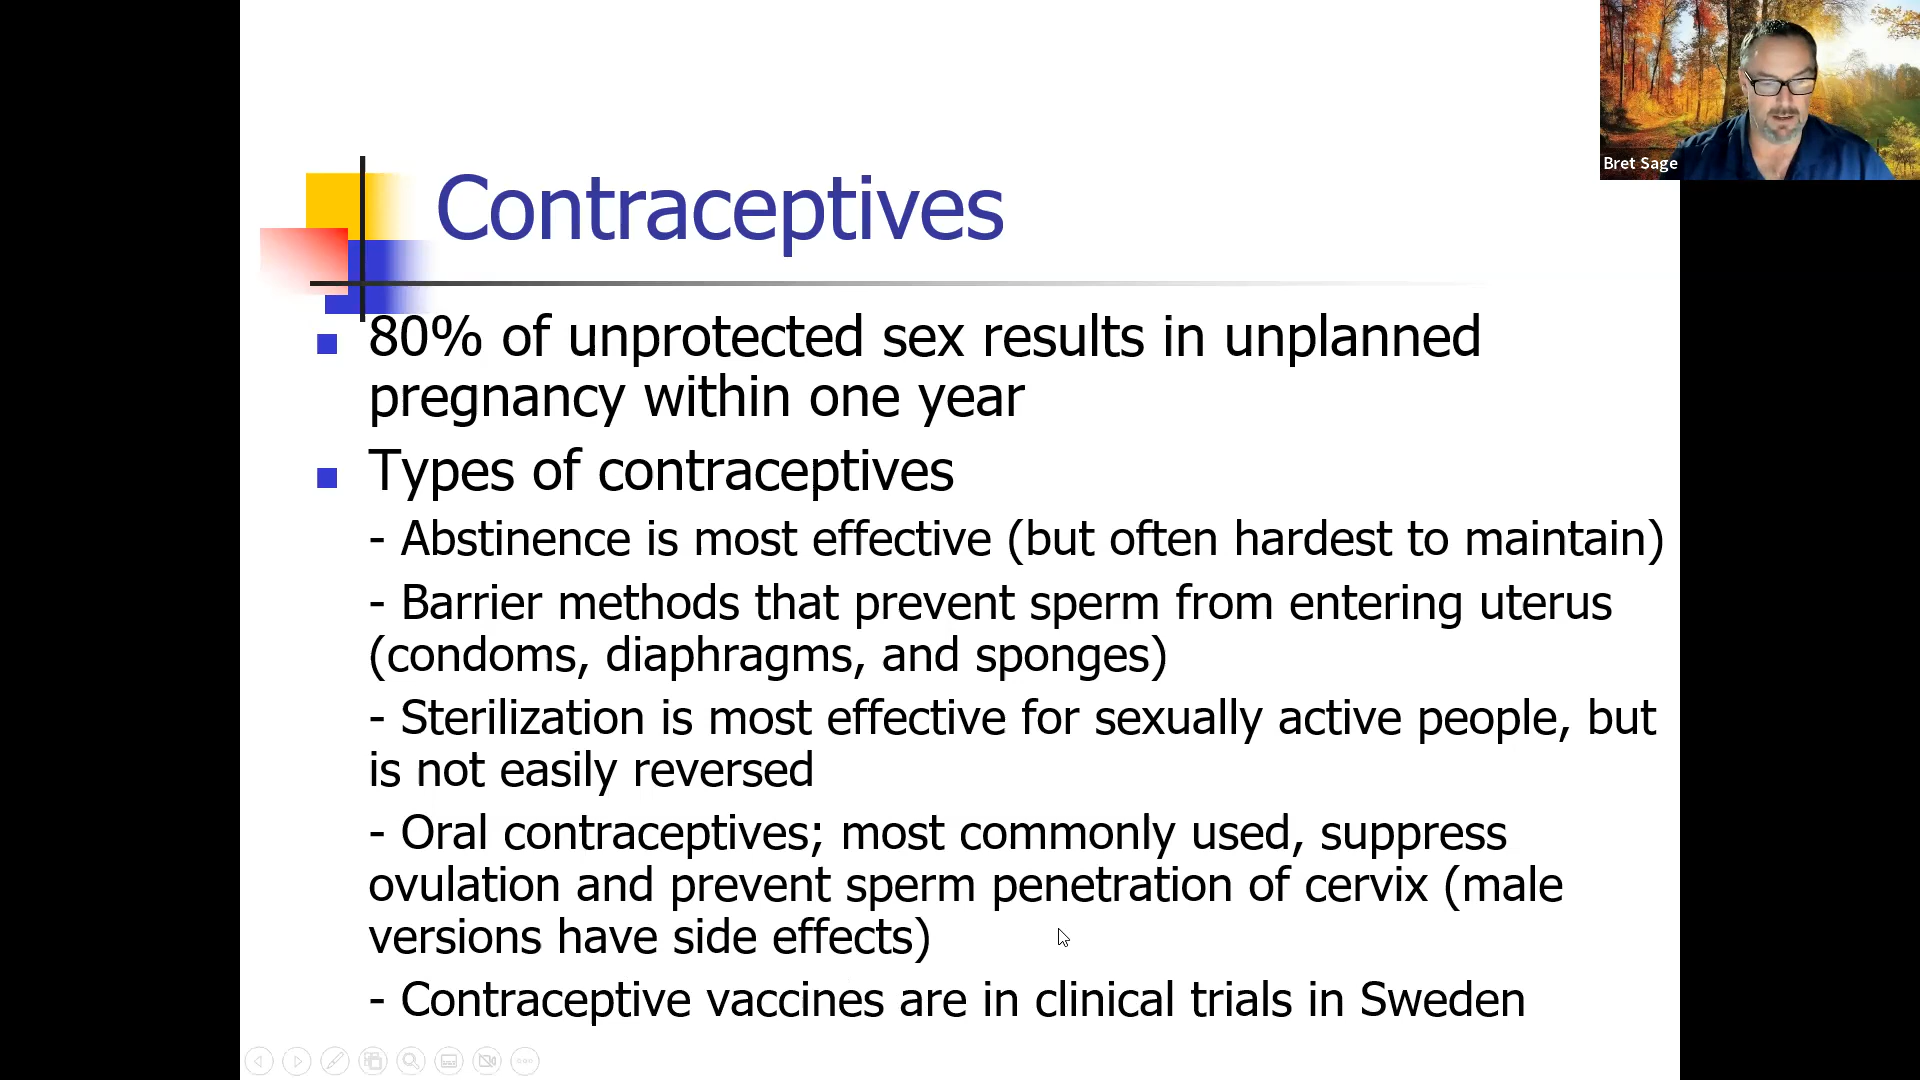 Bret Sage
Contraceptives
80% of unprotected sex results in unplanned
pregnancy within one year
Types of contraceptives
- Abstinence is most effective (but often hardest to maintain)
- Barrier methods that prevent sperm from entering uterus
(condoms, diaphragms, and sponges)
- Sterilization is most effective for sexually active people, but
is not easily reversed
- Oral contraceptives; most commonly used, suppress
ovulation and prevent sperm penetration of cervix (male
versions have side effects)
- Contraceptive vaccines are in clinical trials in Sweden